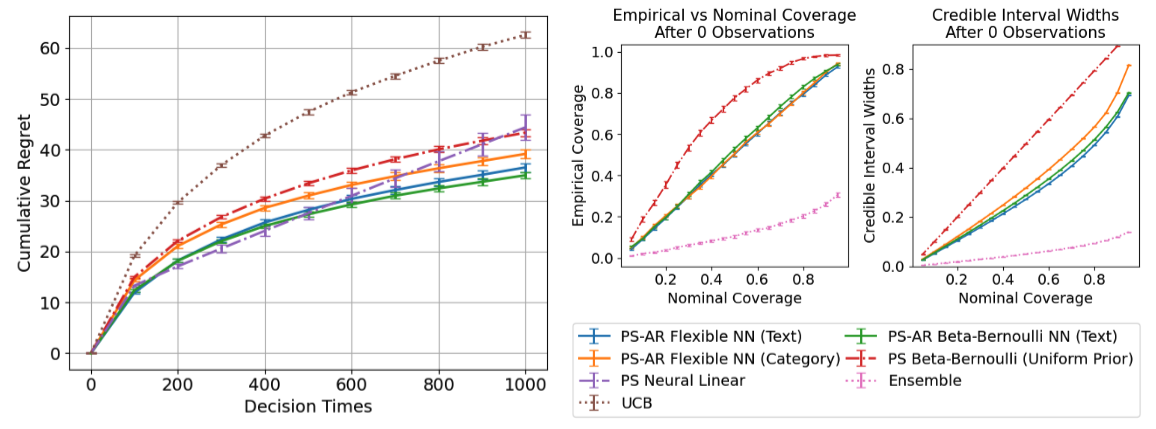 Cumulative Regret
60
50
40
30
20
10
0
0 200 400 600 800 1000
Decision Times
Empirical vs Nominal Coverage
After 0 Observations
Empirical Coverage
1.0
0.8
0.6
0.4
0.2
0.0
0.2 0.4 0.6 0.8
Nominal Coverage
Credible Interval Widths
After 0 Observations
Credible Interval Widths
0.8
0.6
0.4
0.2
0.0
0.2 0.4 0.6 0.8
Nominal Coverage
PS-AR Flexible NN (Text)
PS-AR Flexible NN (Category)
PS Neural Linear
UCB
PS-AR Beta-Bernoulli NN (Text)
PS Beta-Bernoulli (Uniform Prior)
Ensemble